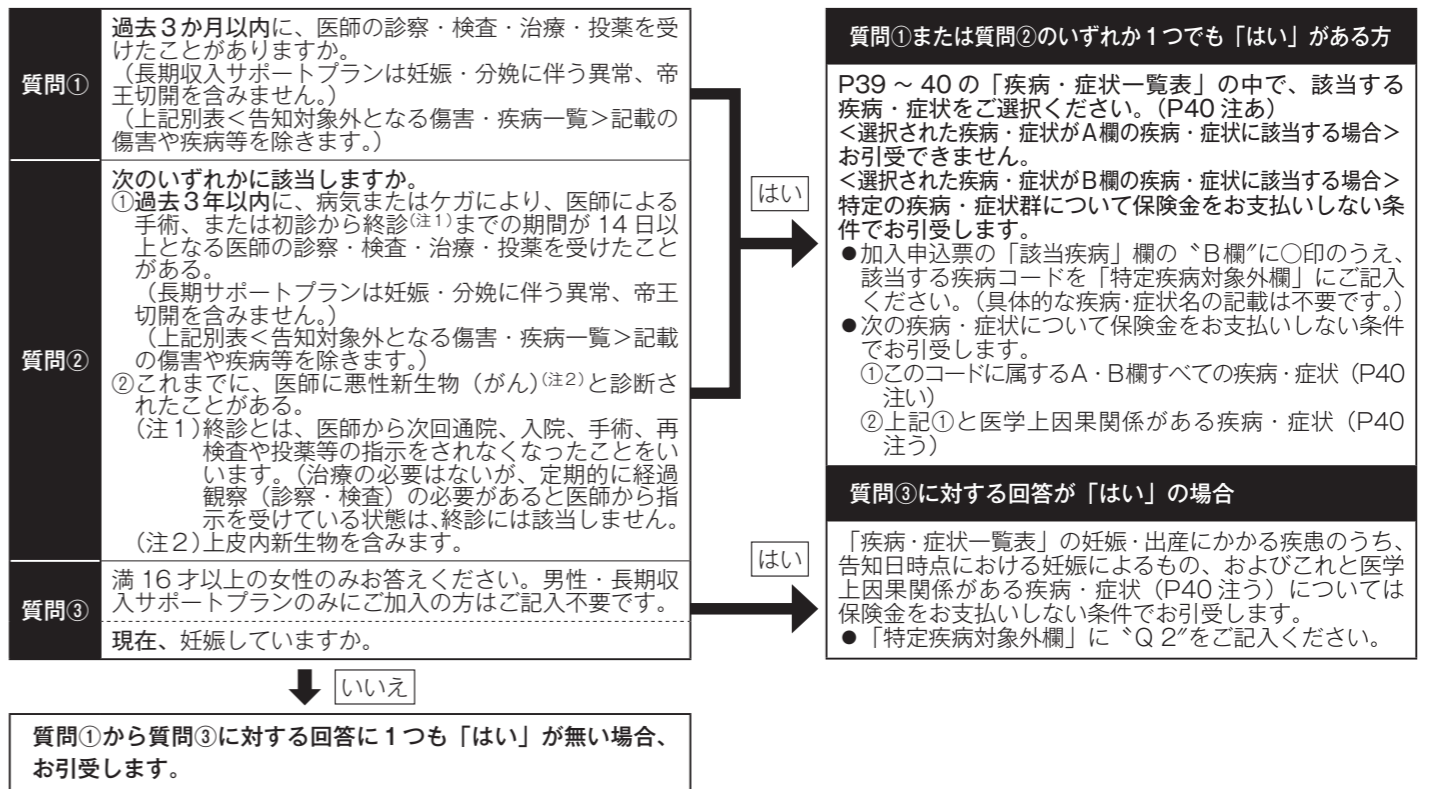 質問①
過去３か月以内に、医師の診察・検査・治療・投薬を受
けたことがありますか。
（長期収入サポートプランは妊娠・分娩に伴う異常、帝
王切開を含みません。）
（上記別表＜告知対象外となる傷害・疾病一覧＞記載の
傷害や疾病等を除きます。）
質問②
次のいずれかに該当しますか。
①過去３年以内に、病気またはケガにより、医師による
手術、または初診から終診(注1)までの期間が 14 日以
上となる医師の診察・検査・治療・投薬を受けたこと
がある。
（長期サポートプランは妊娠・分娩に伴う異常、帝王
切開を含みません。）
（上記別表＜告知対象外となる傷害・疾病一覧＞記載
の傷害や疾病等を除きます。）
②これまでに、医師に悪性新生物（がん）(注2)と診断さ
れたことがある。
（注１）終診とは、医師から次回通院、入院、手術、再
検査や投薬等の指示をされなくなったことをい
います。（治療の必要はないが、定期的に経過
観察（診察・検査）の必要があると医師から指
示を受けている状態は、終診には該当しません。
（注２）上皮内新生物を含みます。
質問③
満 16 才以上の女性のみお答えください。男性・長期収
入サポートプランのみにご加入の方はご記入不要です。
現在、妊娠していますか。
はい
はい
いいえ
質問①から質問③に対する回答に１つも「はい」が無い場合、
お引受します。
質問①または質問②のいずれか１つでも「はい」がある方
P39 ～ 40 の「疾病・症状一覧表」の中で、該当する
疾病・症状をご選択ください。（P40 注あ）
＜選択された疾病・症状がＡ欄の疾病・症状に該当する場合＞
お引受できません。
＜選択された疾病・症状がＢ欄の疾病・症状に該当する場合＞
特定の疾病・症状群について保険金をお支払いしない条
件でお引受します。
●加入申込票の「該当疾病」欄の〝Ｂ欄〟に○印のうえ、
該当する疾病コードを「特定疾病対象外欄」にご記入
ください。（具体的な疾病・症状名の記載は不要です。）
●次の疾病・症状について保険金をお支払いしない条件
でお引受します。
①このコードに属するＡ・Ｂ欄すべての疾病・症状（P40
注い）
②上記①と医学上因果関係がある疾病・症状（P40
注う）
質問③に対する回答が「はい」の場合
「疾病・症状一覧表」の妊娠・出産にかかる疾患のうち、
告知日時点における妊娠によるもの、およびこれと医学
上因果関係がある疾病・症状（P40 注う）については
保険金をお支払いしない条件でお引受します。
●「特定疾病対象外欄」に〝Ｑ２〟をご記入ください。